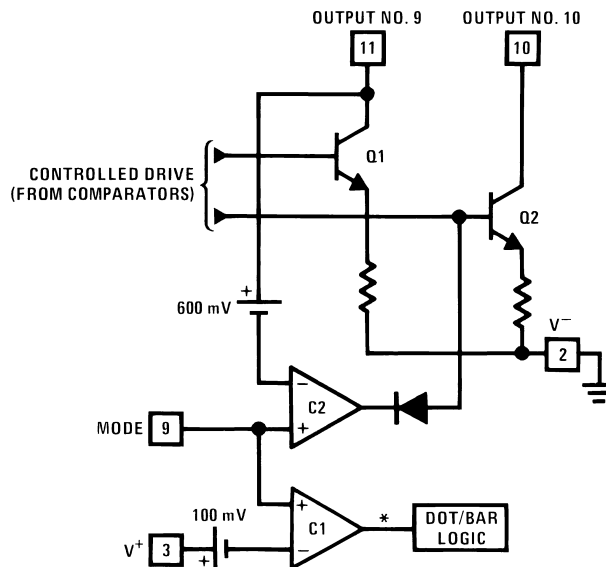 OUTPUT NO. 9
OUTPUT NO. 10
11
10
Q1
CONTROLLED DRIVE
(FROM COMPARATORS)
Q2
+
600 mV
V−
2
−
C2
+
MODE
9
100 mV
+
C1
*
DOT/BAR
LOGIC
V+
3
+
−